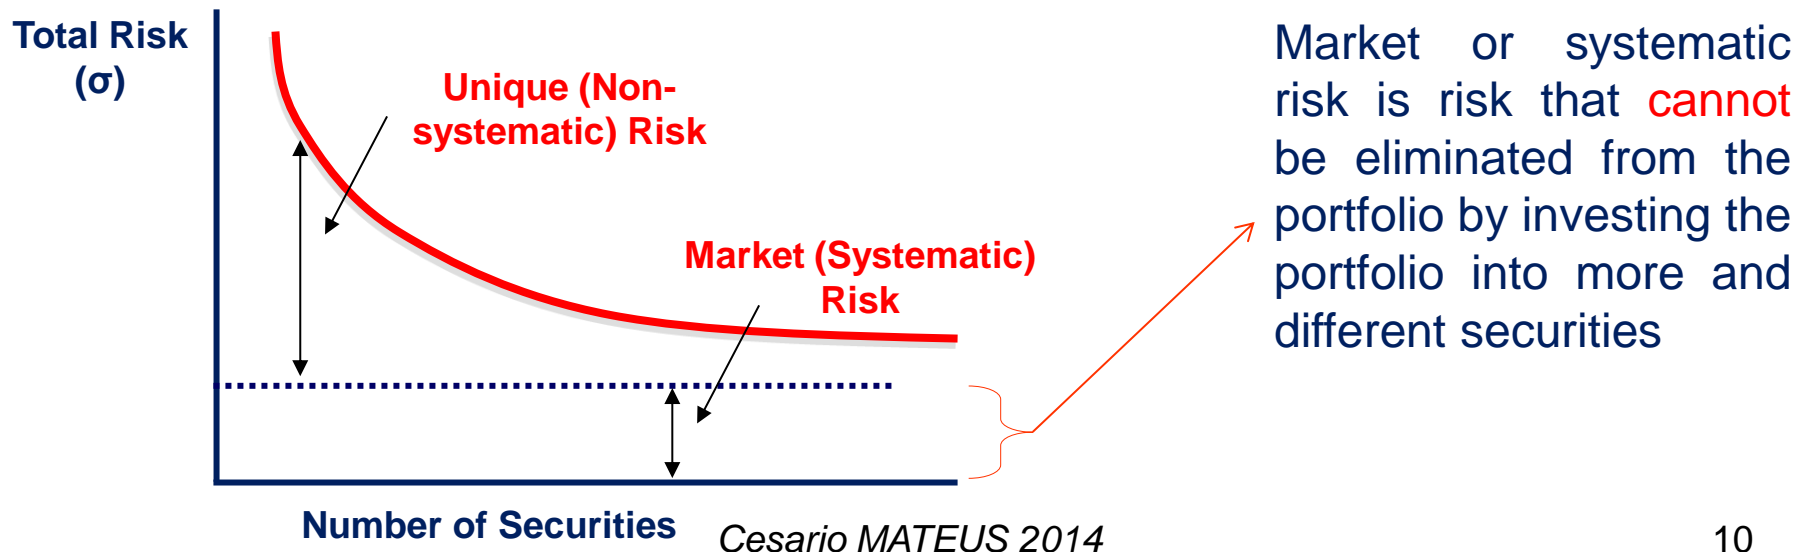 Total Risk
(σ)
Unique (Non-
systematic) Risk
Market (Systematic)
Risk
Number of Securities
Market or systematic
risk is risk that cannot
be eliminated from the
portfolio by investing the
portfolio into more and
different securities
Cesario MATEUS 2014
10